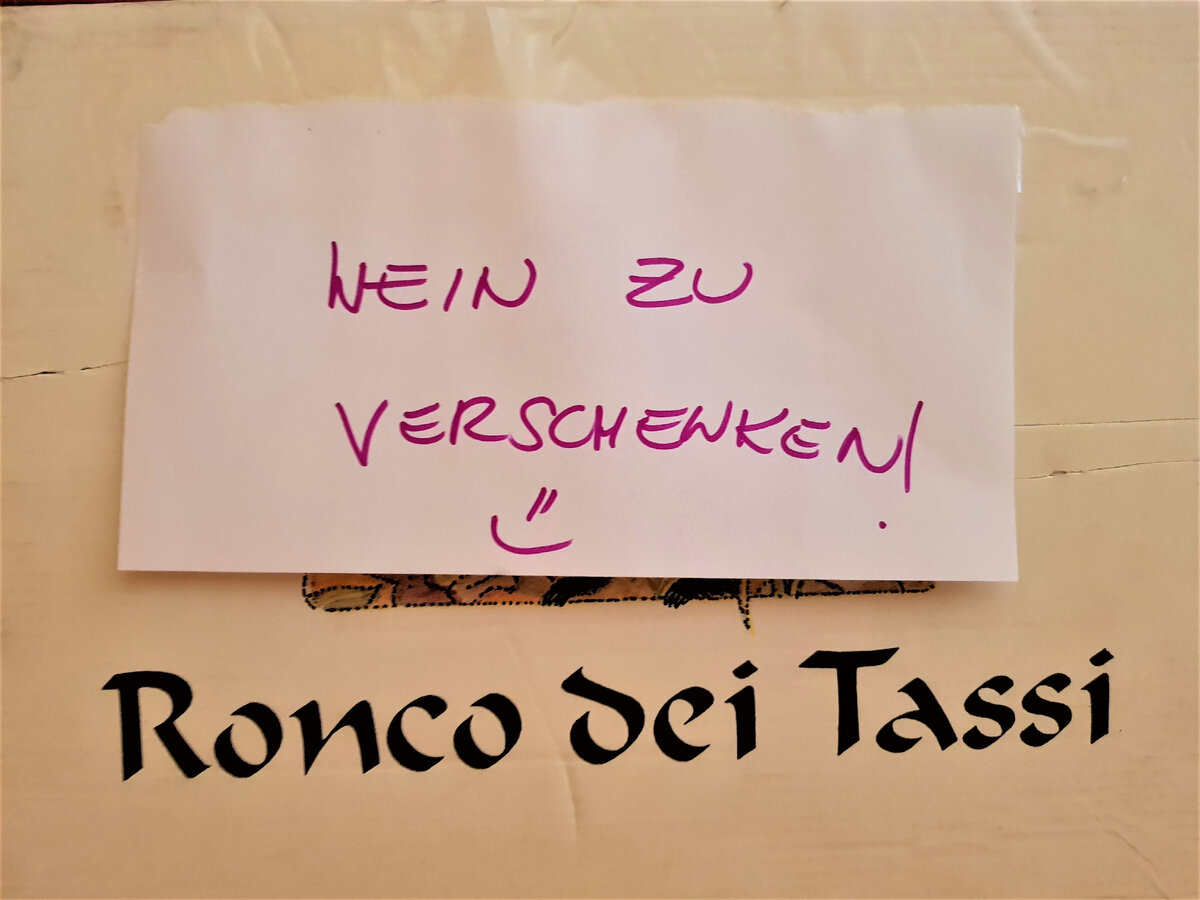 WEIN ZU
VERSCHENKEN!
Ronco dei Tassi